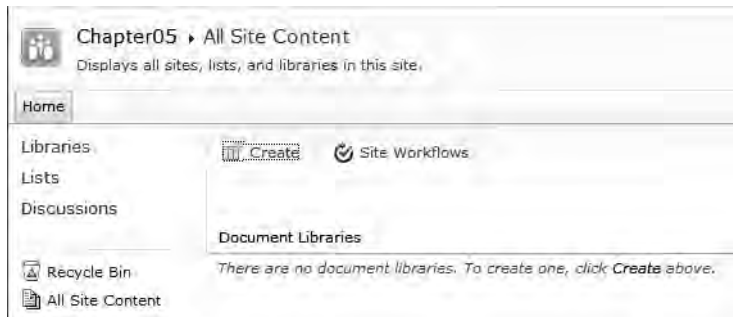 Chapter05 ▸ All Site Content
Displays all sites, lists, and libraries in this site.
Home
Libraries
Lists
Discussions
Recycle Bin
All Site Content
Create Site Workflows
Document Libraries
There are no document libraries. To create one, click Create above.